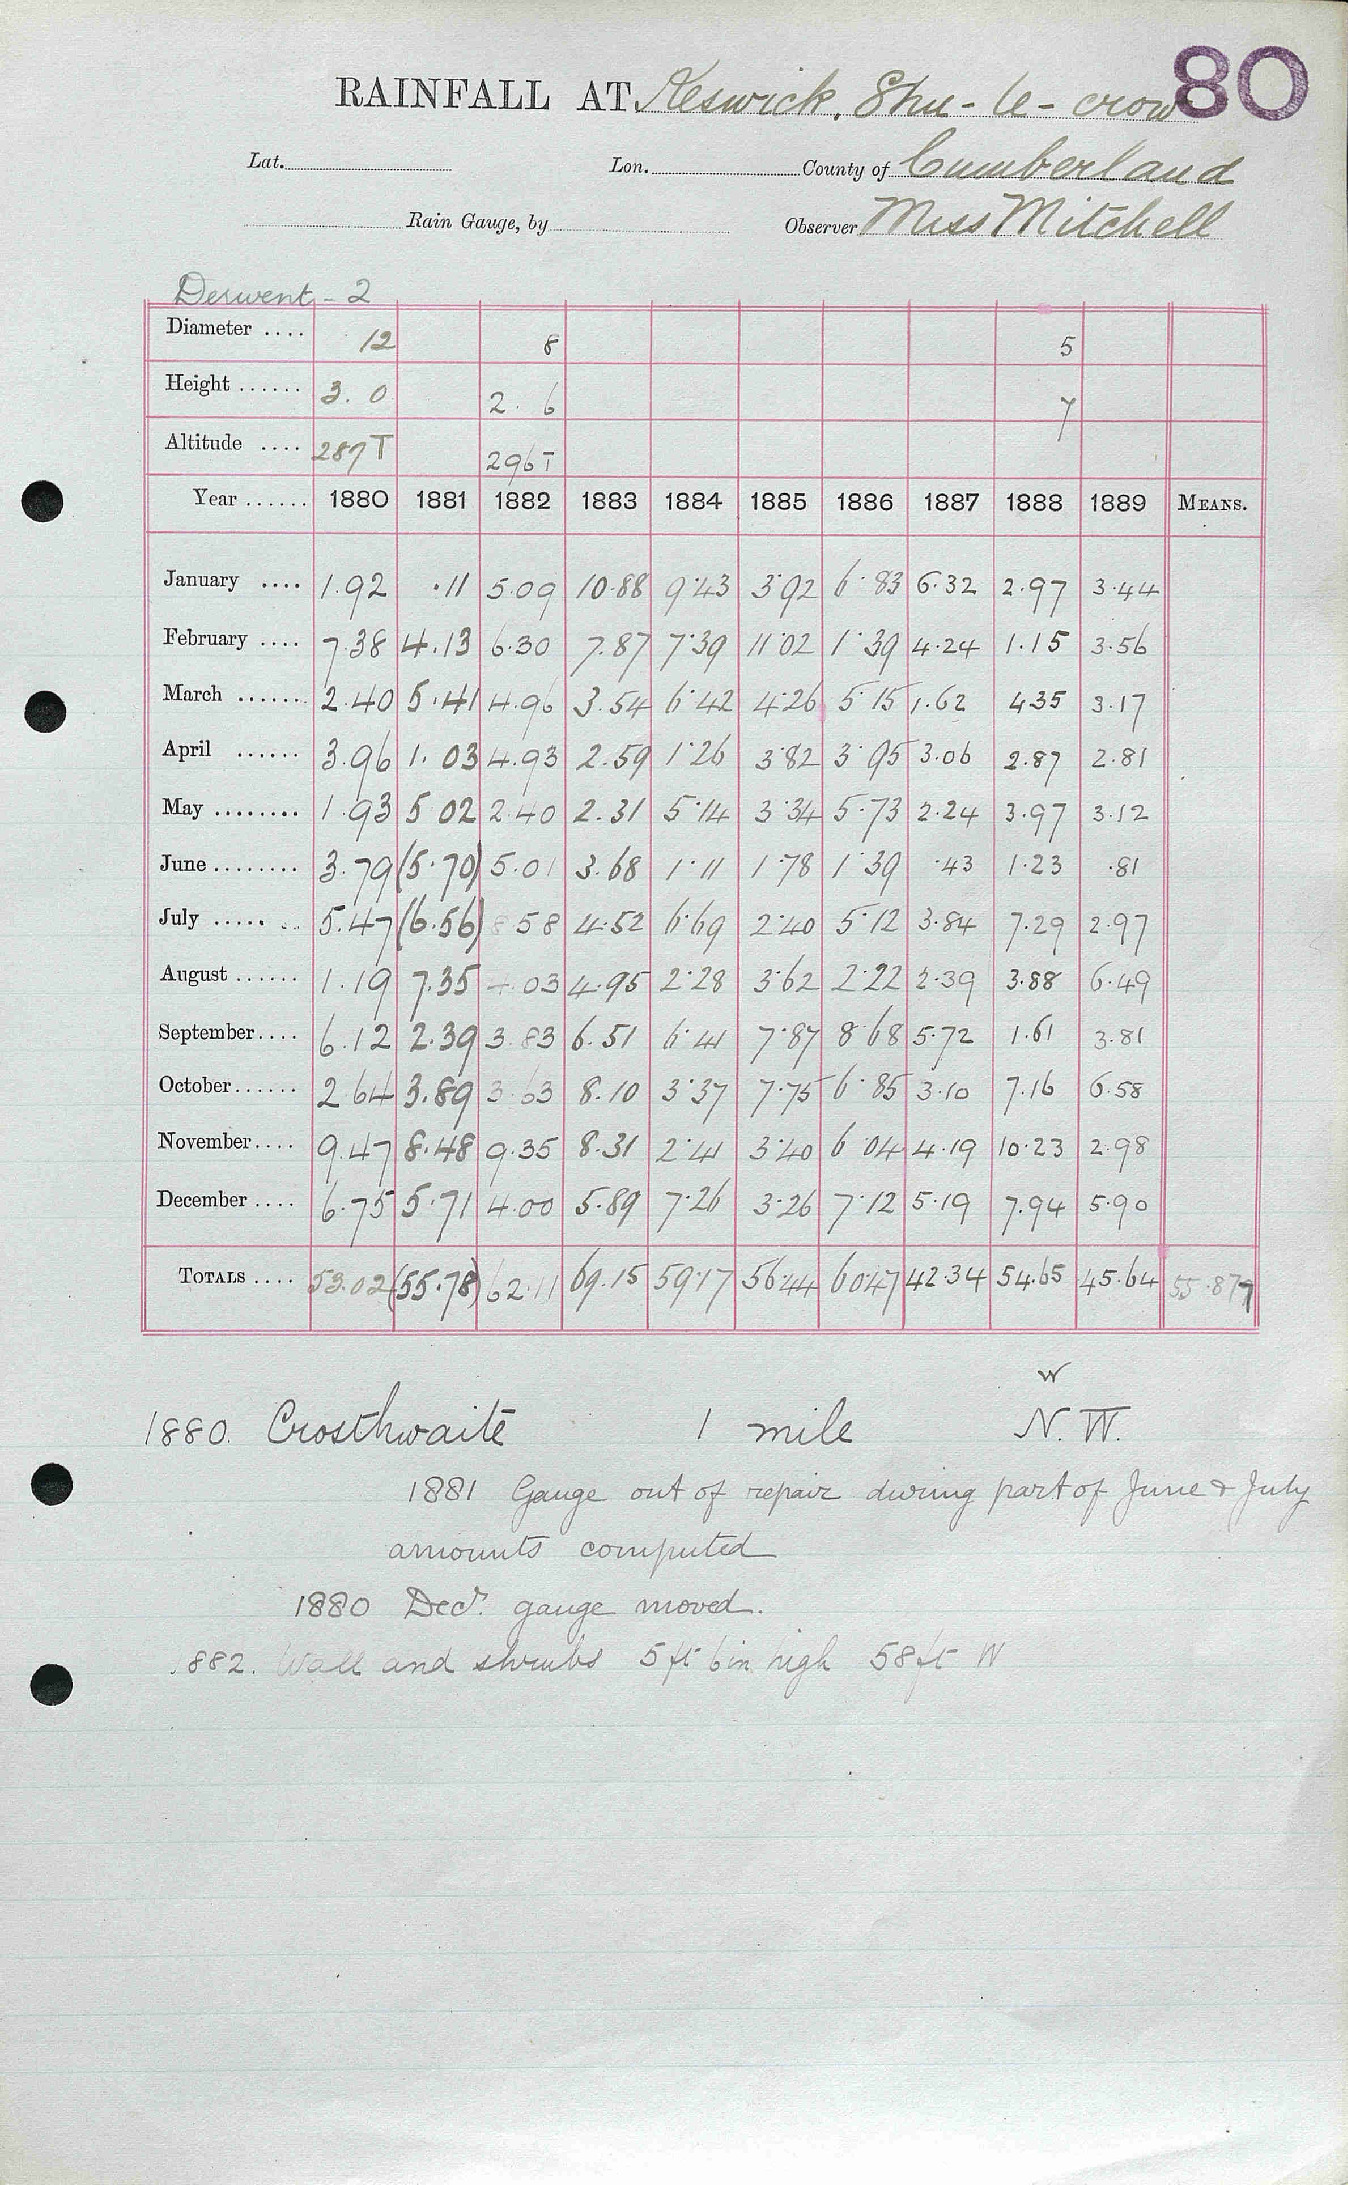 80
RAINFALL AT Keswick, Shu-le-crow
Lat. Lon. County of Cumberland
Rain Gauge, by Observer Miss Mitchell
Derwent - 2
Diameter .... 12 8 5
Height ...... 3. 0 2. 6 7
Altitude .... 287 T 296 T
Year ...... 1880 1881 1882 1883 1884 1885 1886 1887 1888 1889 MEANS.
January .... 1.92 .11 5.09 10.88 9.43 3.92 6.83 6.32 2.97 3.44
February .... 7.38 4.13 6.30 7.87 7.39 11.02 1.39 4.24 1.15 3.56
March ....... 2.40 5.41 4.96 3.54 6.42 4.26 5.15 1.62 4.35 3.17
April ...... 3.96 1.03 4.93 2.59 1.26 3.82 3.95 3.06 2.87 2.81
May ........ 1.93 5.02 2.40 2.31 5.14 3.34 5.73 2.24 3.97 3.12
June ........ 3.79 (5.70) 5.01 3.68 1.11 1.78 1.39 .43 1.23 .81
July ..... .. 5.47 (6.56) 8.58 4.52 6.69 2.40 5.12 3.84 7.29 2.97
August ...... 1.19 7.35 4.03 4.95 2.28 3.62 2.22 2.39 3.88 6.49
September.... 6.12 2.39 3.83 6.51 6.41 7.87 8.68 5.72 1.61 3.81
October...... 2.64 3.89 3.63 8.10 3.37 7.75 6.85 3.10 7.16 6.58
November.... 9.47 8.48 9.35 8.31 2.41 3.40 6.04 4.19 10.23 2.98
December .... 6.75 5.71 4.00 5.89 7.26 3.26 7.12 5.19 7.94 5.90
TOTALS .... 53.02 (55.78) 62.11 69.15 59.17 56.44 60.47 42.34 54.65 45.64 55.877
W
1880. Crosthwaite 1 mile N. W.
1881 Gauge out of repair during part of June & July
amounts computed
1880 Decr. gauge moved.
1882. Wall and shrubs 5 ft 6 in high 58 ft W